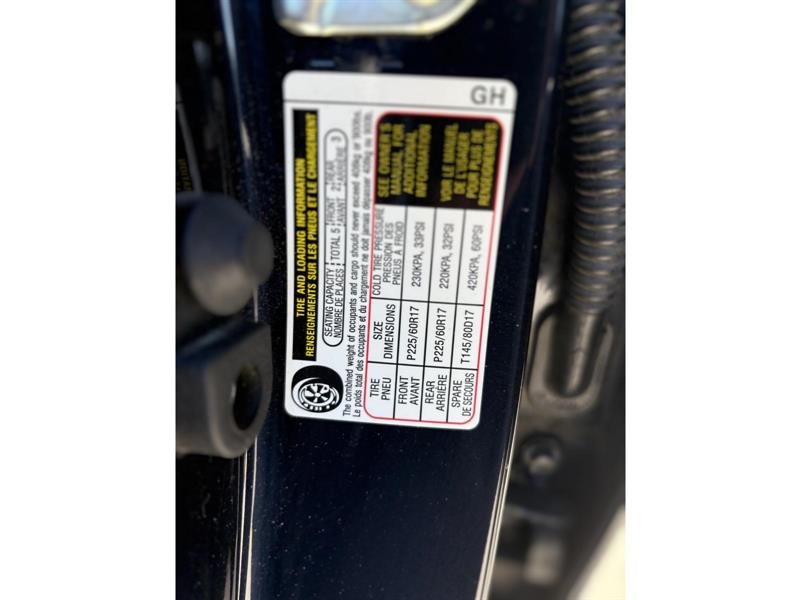 GH
TIRE AND LOADING INFORMATION
RENSEIGNEMENTS SUR LES PNEUS ET LE CHARGEMENT
SEATING CAPACITY TOTAL 5 FRONT 2 REAR 3
NOMBRE DE PLACES AVANT ARRIÈRE
The combined weight of occupants and cargo should never exceed 408kg or 900lbs.
Le poids total des occupants et du chargement ne doit jamais dépasser 408kg ou 900lb.
TIRE SIZE COLD TIRE PRESSURE
PNEU DIMENSIONS PRESSION DES
PNEUS À FROID
FRONT P225/60R17 230KPA, 33PSI
AVANT
REAR P225/60R17 220KPA, 32PSI
ARRIÈRE
SPARE T145/80D17 420KPA, 60PSI
DE SECOURS
SEE OWNER'S
MANUAL FOR
ADDITIONAL
INFORMATION
VOIR LE MANUEL
DE L'USAGER
POUR PLUS DE
RENSEIGNEMENTS